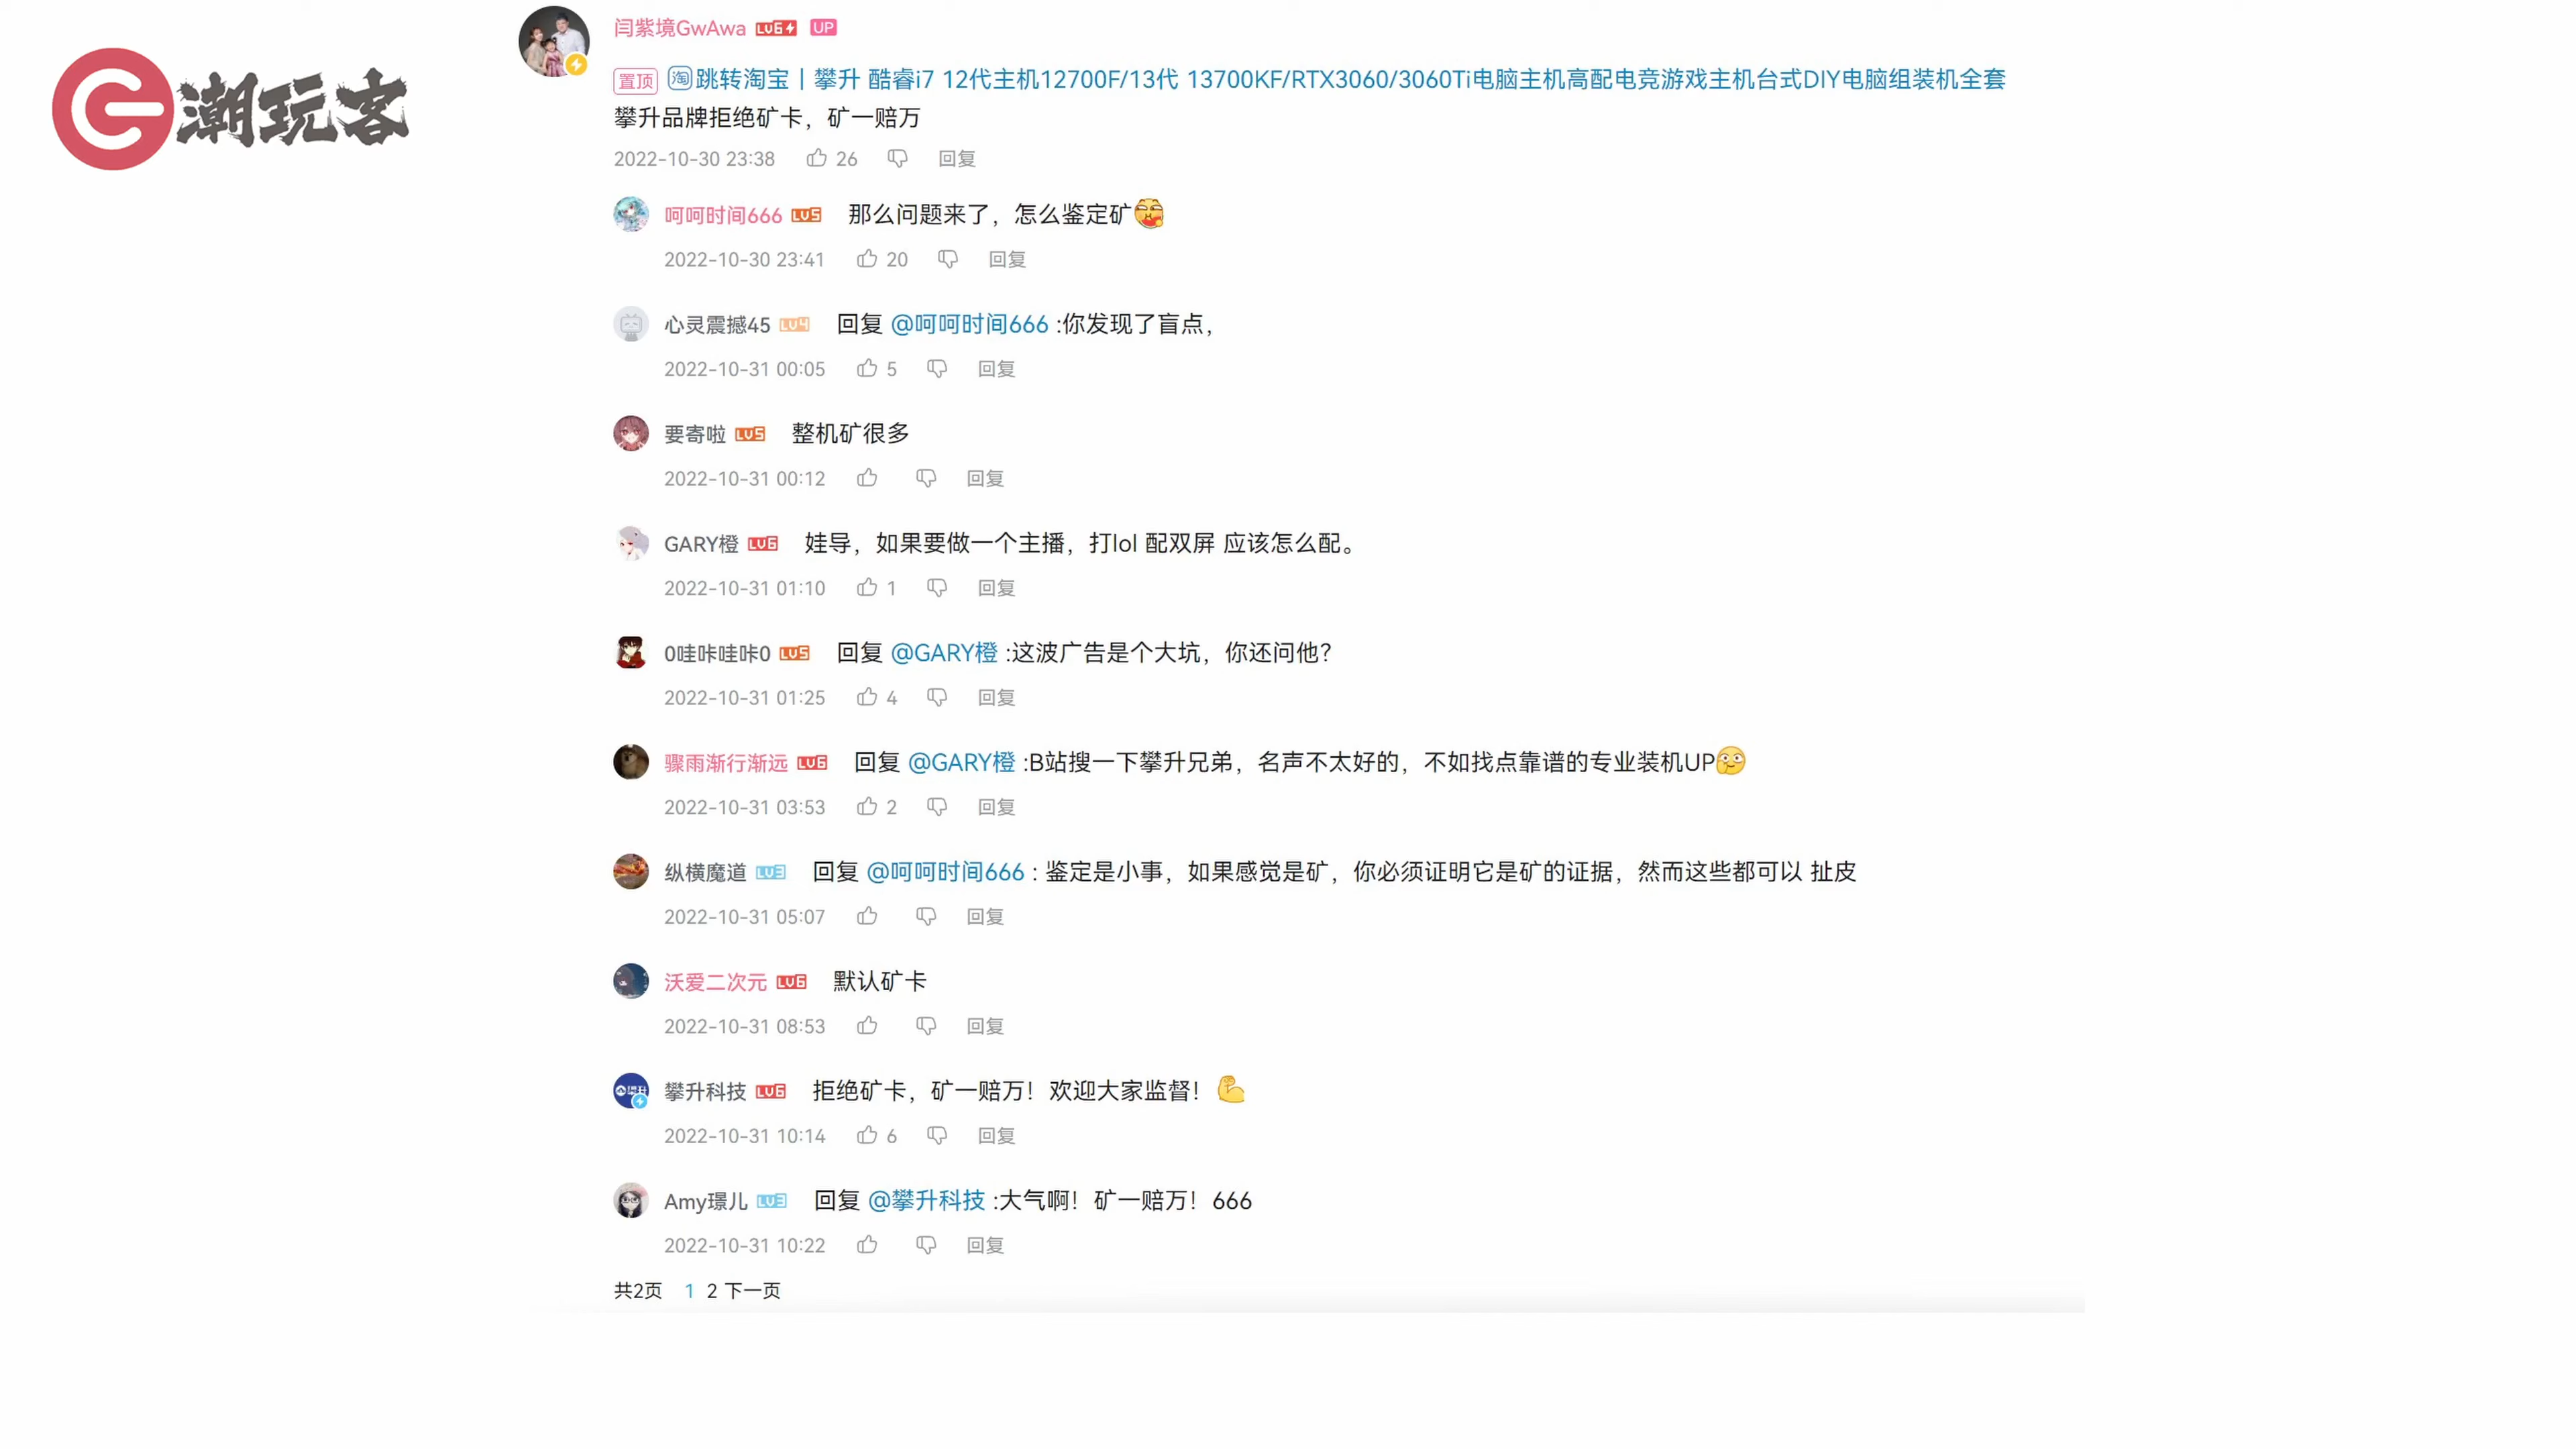 潮玩客
闫紫境GwAwa LV6 UP
置顶 淘 跳转淘宝 | 攀升 酷睿i7 12代主机12700F/13代 13700KF/RTX3060/3060Ti电脑主机高配电竞游戏主机台式DIY电脑组装机全套
攀升品牌拒绝矿卡，矿一赔万
2022-10-30 23:38 26 回复
呵呵时间666 LV5 那么问题来了，怎么鉴定矿
2022-10-30 23:41 20 回复
心灵震撼45 LV4 回复 @呵呵时间666 :你发现了盲点，
2022-10-31 00:05 5 回复
要寄啦 LV5 整机矿很多
2022-10-31 00:12 回复
GARY橙 LV6 娃导，如果要做一个主播，打lol 配双屏 应该怎么配。
2022-10-31 01:10 1 回复
0哇咔哇咔0 LV5 回复 @GARY橙 :这波广告是个大坑，你还问他？
2022-10-31 01:25 4 回复
骤雨渐行渐远 LV6 回复 @GARY橙 :B站搜一下攀升兄弟，名声不太好的，不如找点靠谱的专业装机UP
2022-10-31 03:53 2 回复
纵横魔道 LV3 回复 @呵呵时间666 : 鉴定是小事，如果感觉是矿，你必须证明它是矿的证据，然而这些都可以 扯皮
2022-10-31 05:07 回复
沃爱二次元 LV6 默认矿卡
2022-10-31 08:53 回复
攀升 攀升科技 LV6 拒绝矿卡，矿一赔万！欢迎大家监督！
2022-10-31 10:14 6 回复
Amy璟儿 LV3 回复 @攀升科技 :大气啊！矿一赔万！666
2022-10-31 10:22 回复
共2页 1 2 下一页